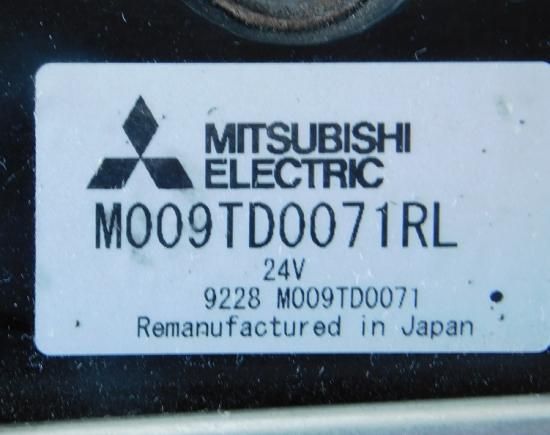 MITSUBISHI
ELECTRIC
M009TD0071RL
24V
9228 M009TD0071
Remanufactured in Japan